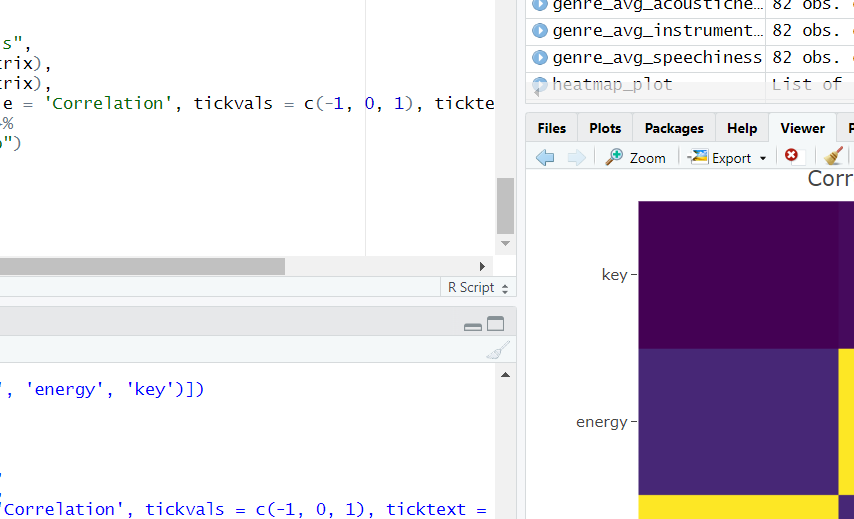 s",
trix),
trix),
e = 'Correlation', tickvals = c(-1, 0, 1), tickte
%
")
R Script
', 'energy', 'key')])
'Correlation', tickvals = c(-1, 0, 1), ticktext =
genre_avg_acoustiche… 82 obs.
genre_avg_instrument… 82 obs.
genre_avg_speechiness 82 obs.
heatmap_plot List of
Files Plots Packages Help Viewer P
Zoom Export
Corr
key
energy